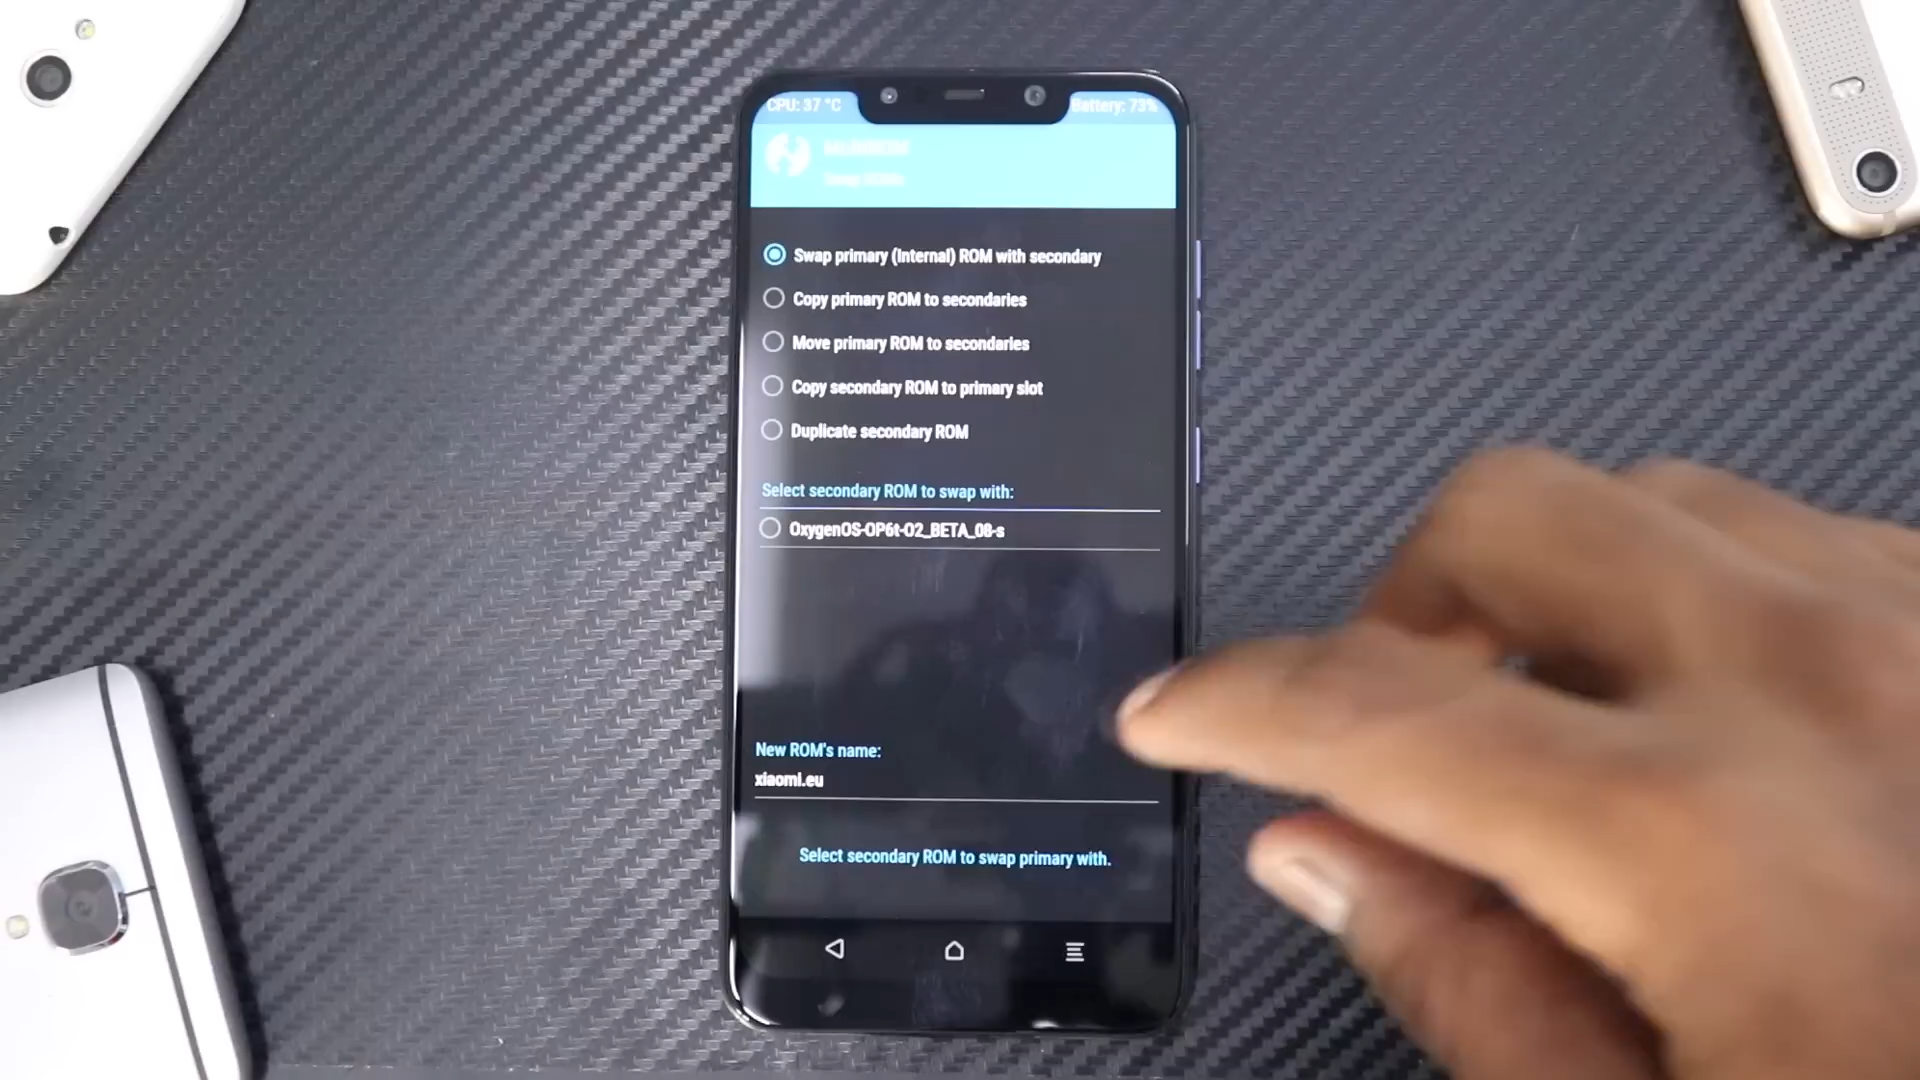 CPU: 37 °C
Battery: 73%
Swap primary (Internal) ROM with secondary
Copy primary ROM to secondaries
Move primary ROM to secondaries
Copy secondary ROM to primary slot
Duplicate secondary ROM
Select secondary ROM to swap with:
OxygenOS-OP6t-O2_BETA_08-s
New ROM's name:
xiaomi.eu
Select secondary ROM to swap primary with.